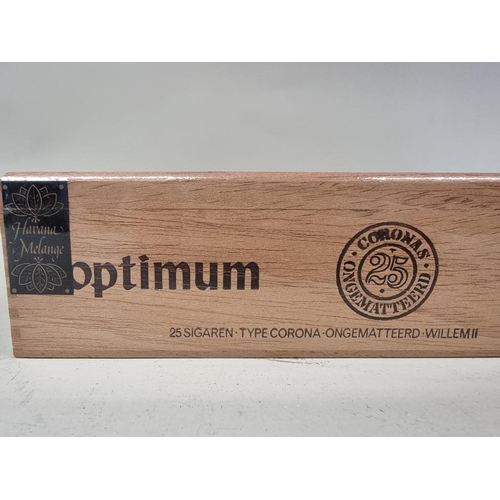 Havana
Melange
optimum
CORONAS
25
ONGEMATTEERD
25 SIGAREN · TYPE CORONA · ONGEMATTEERD · WILLEM II